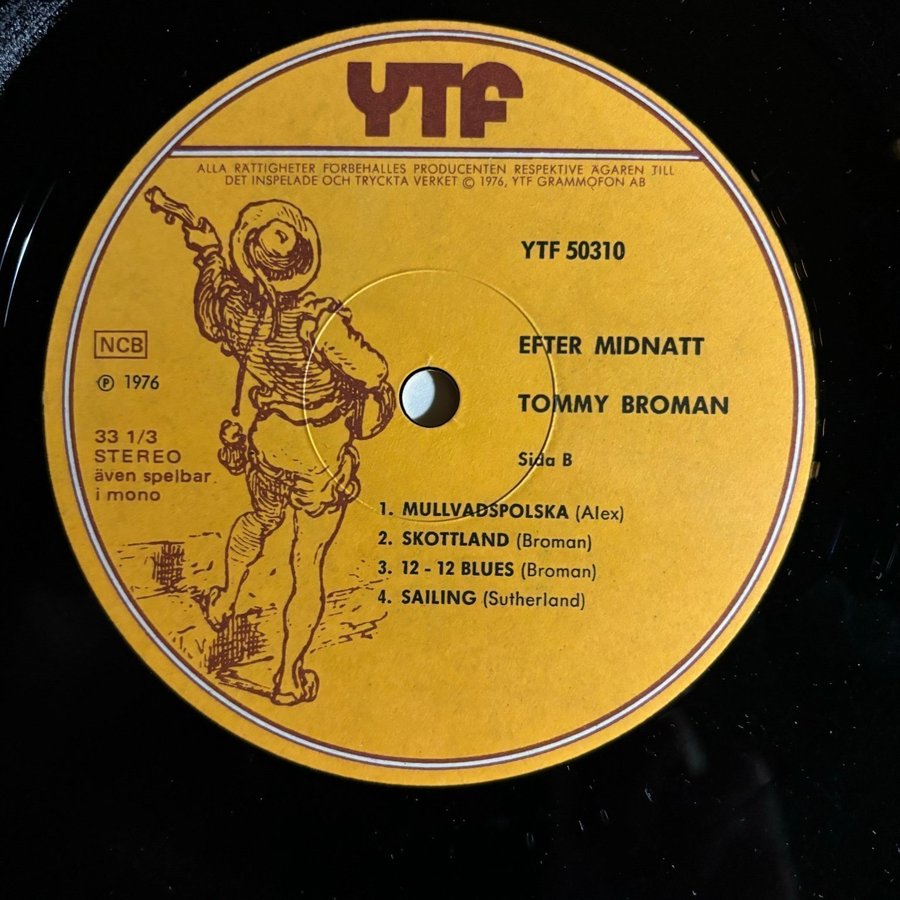 YTF
ALLA RÄTTIGHETER FÖRBEHALLES PRODUCENTEN RESPEKTIVE ÄGAREN TILL
DET INSPELADE OCH TRYCKTA VERKET © 1976, YTF GRAMMOFON AB
YTF 50310
EFTER MIDNATT
TOMMY BROMAN
Sida B
1. MULLVADSPOLSKA (Alex)
2. SKOTTLAND (Broman)
3. 12 - 12 BLUES (Broman)
4. SAILING (Sutherland)
NCB
℗ 1976
33 1/3
STEREO
även spelbar
i mono